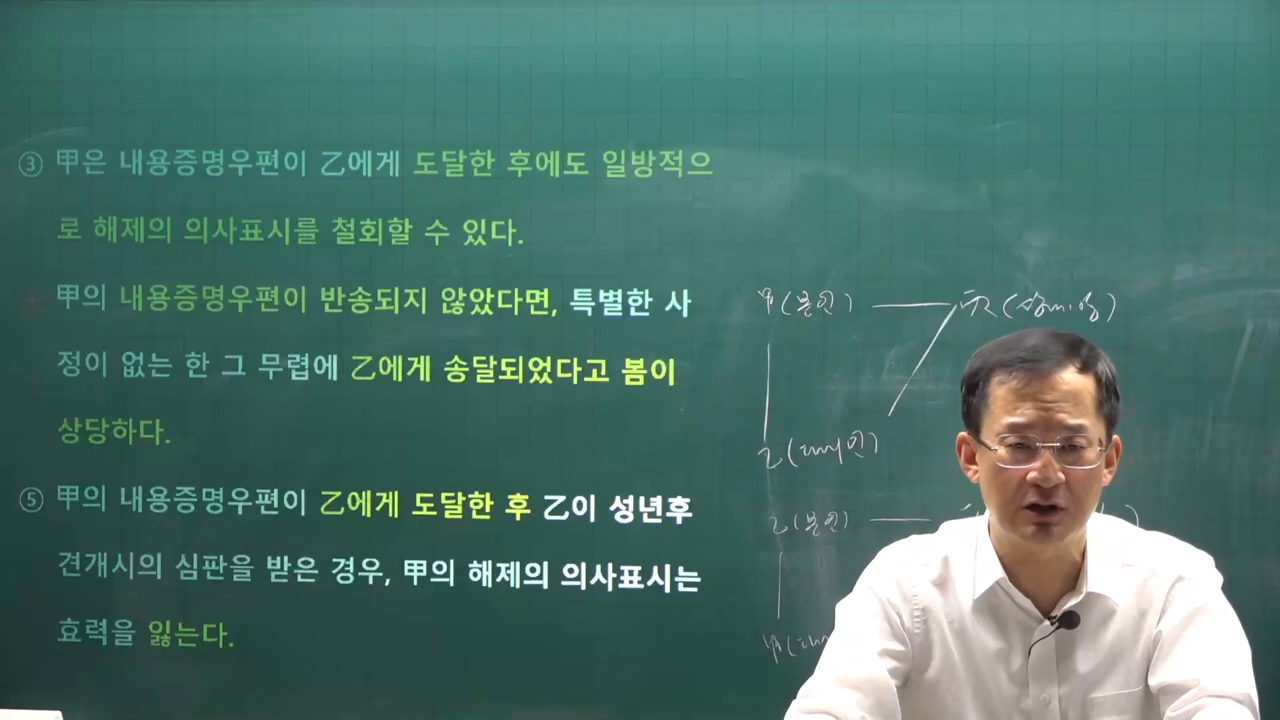 ③ 甲은 내용증명우편이 乙에게 도달한 후에도 일방적으
로 해제의 의사표시를 철회할 수 있다.
甲의 내용증명우편이 반송되지 않았다면, 특별한 사
정이 없는 한 그 무렵에 乙에게 송달되었다고 봄이
상당하다.
⑤ 甲의 내용증명우편이 乙에게 도달한 후 乙이 성년후
견개시의 심판을 받은 경우, 甲의 해제의 의사표시는
효력을 잃는다.
甲(본인)
乙
乙(본인)
甲